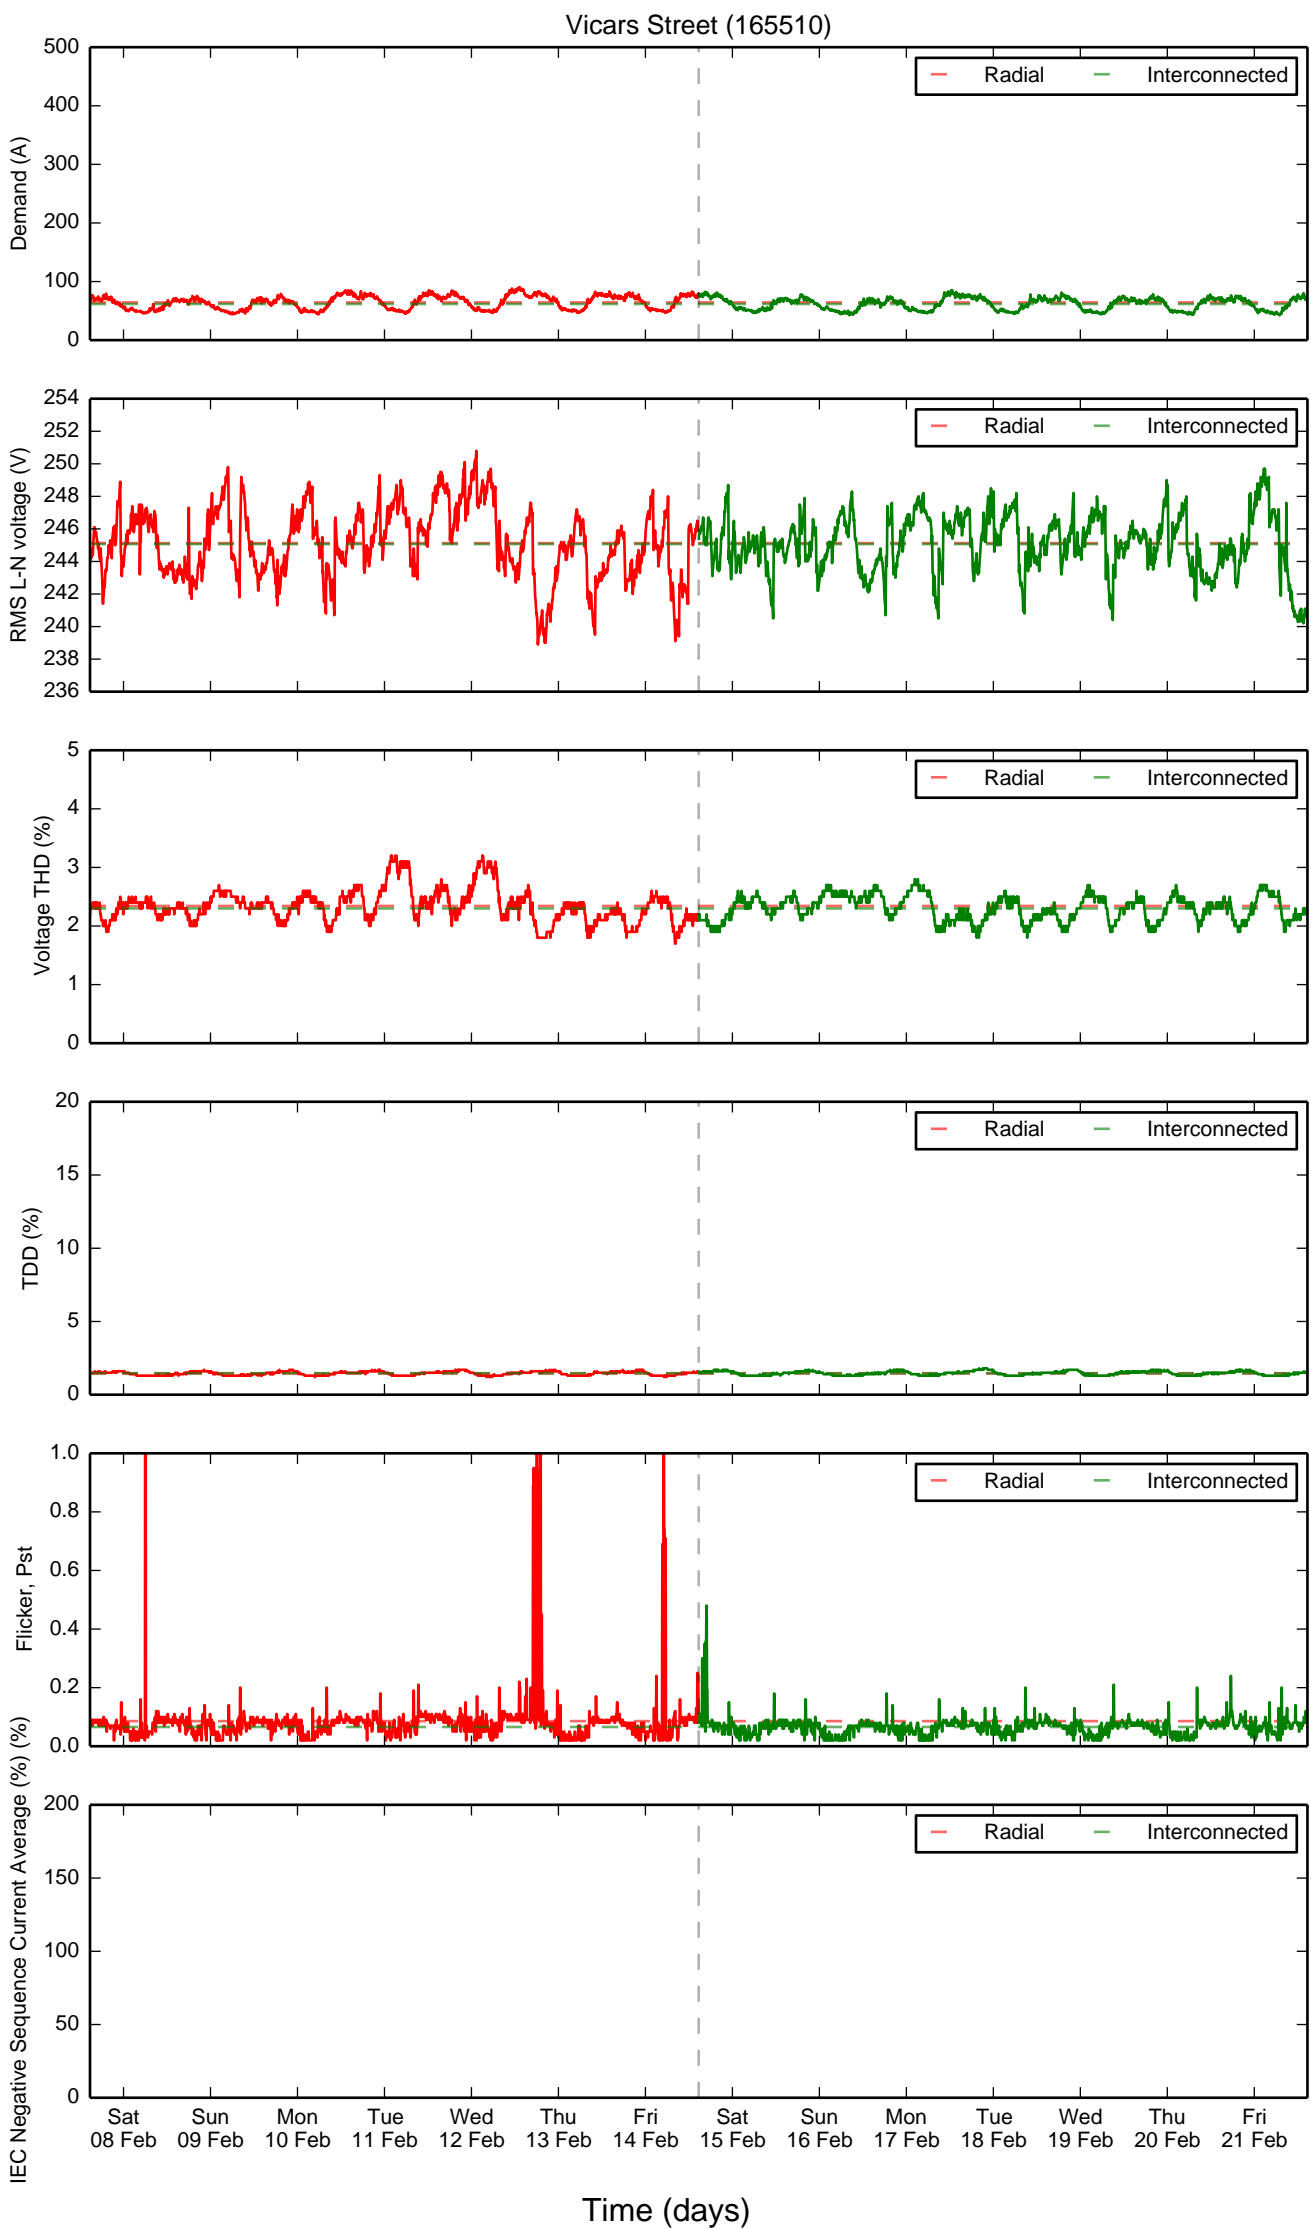 Vicars Street (165510)
500
400
300
200
100
0
Demand (A)
Radial Interconnected
254
252
250
248
246
244
242
240
238
236
RMS L-N voltage (V)
Radial Interconnected
5
4
3
2
1
0
Voltage THD (%)
Radial Interconnected
20
15
10
5
0
TDD (%)
Radial Interconnected
1.0
0.8
0.6
0.4
0.2
0.0
Flicker, Pst
Radial Interconnected
200
150
100
50
0
IEC Negative Sequence Current Average (%) (%)
Radial Interconnected
Sat Sun Mon Tue Wed Thu Fri Sat Sun Mon Tue Wed Thu Fri
08 Feb 09 Feb 10 Feb 11 Feb 12 Feb 13 Feb 14 Feb 15 Feb 16 Feb 17 Feb 18 Feb 19 Feb 20 Feb 21 Feb
Time (days)